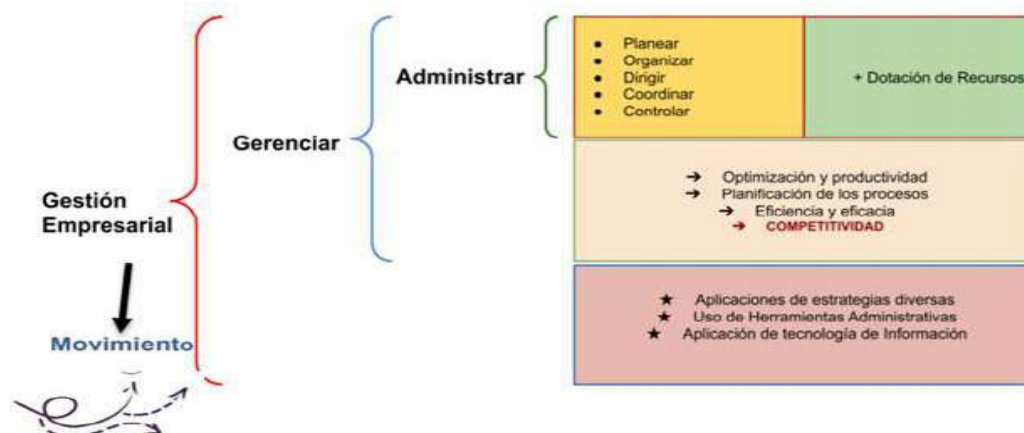 Gestión
Empresarial
Movimiento
Gerenciar
Administrar
● Planear
● Organizar
● Dirigir
● Coordinar
● Controlar
+ Dotación de Recursos
➔ Optimización y productividad
➔ Planificación de los procesos
➔ Eficiencia y eficacia
➔ COMPETITIVIDAD
★ Aplicaciones de estrategias diversas
★ Uso de Herramientas Administrativas
★ Aplicación de tecnología de Información